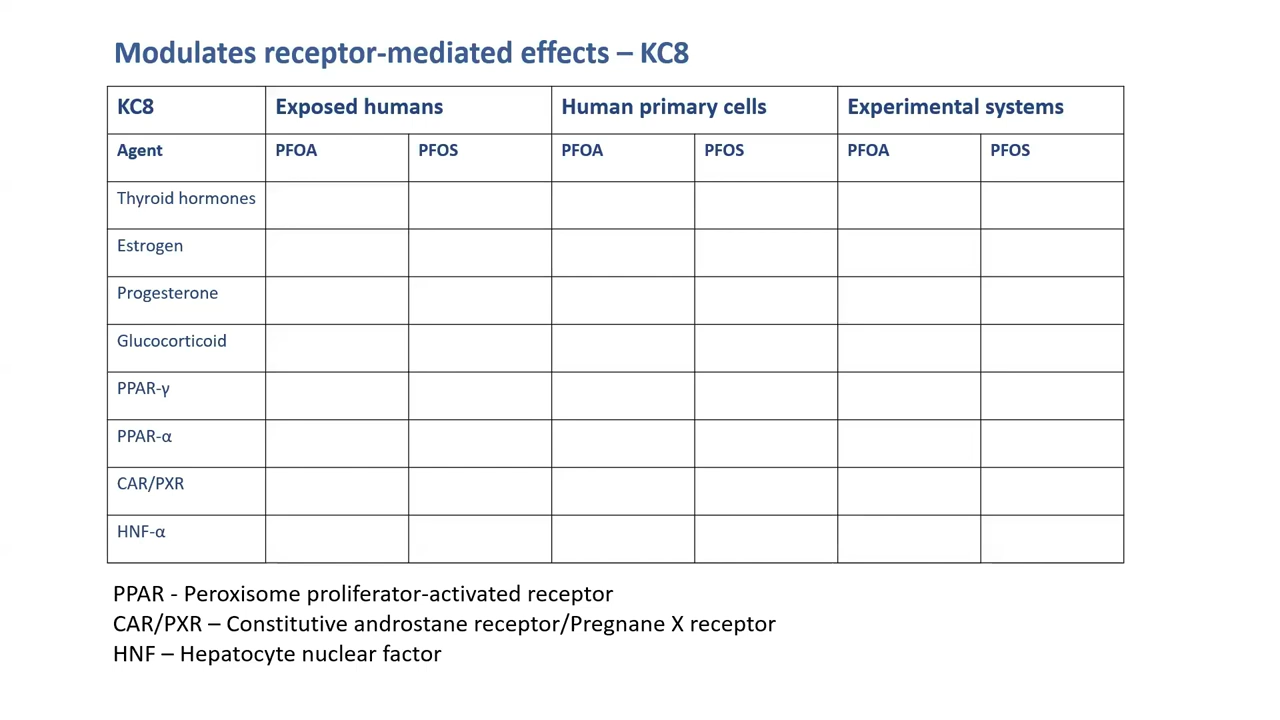 Modulates receptor-mediated effects – KC8
KC8 Exposed humans Human primary cells Experimental systems
Agent PFOA PFOS PFOA PFOS PFOA PFOS
Thyroid hormones
Estrogen
Progesterone
Glucocorticoid
PPAR-γ
PPAR-α
CAR/PXR
HNF-α
PPAR - Peroxisome proliferator-activated receptor
CAR/PXR – Constitutive androstane receptor/Pregnane X receptor
HNF – Hepatocyte nuclear factor